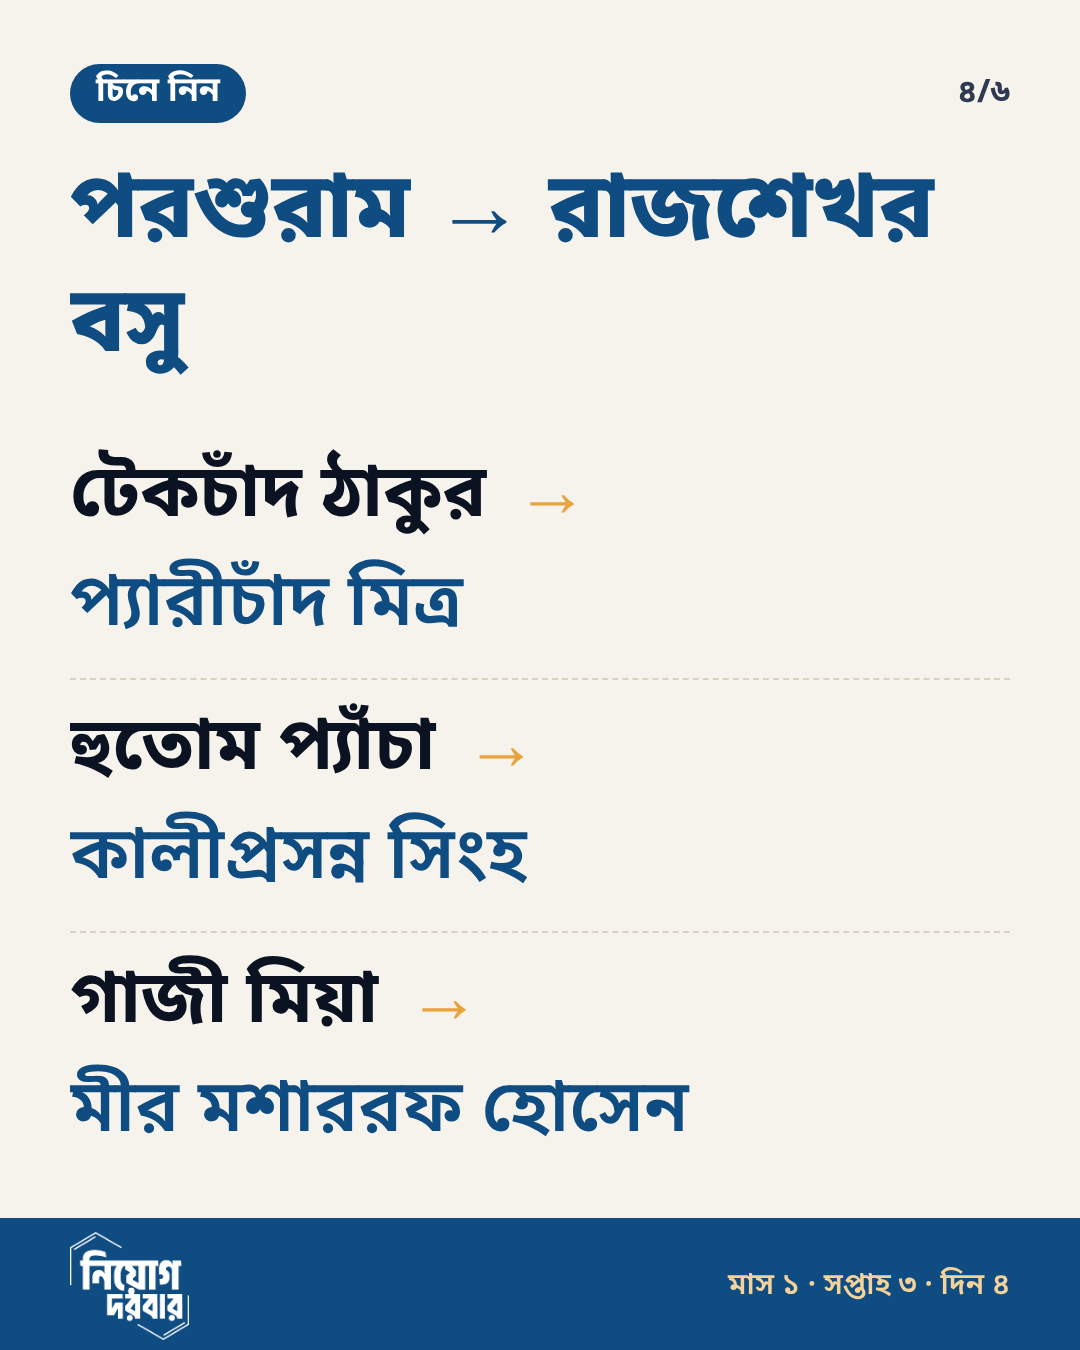 চিনে নিন
৪/৬
পরশুরাম → রাজশেখর
বসু
টেকচাঁদ ঠাকুর →
প্যারীচাঁদ মিত্র
হুতোম প্যাঁচা →
কালীপ্রসন্ন সিংহ
গাজী মিয়া →
মীর মশাররফ হোসেন
নিয়োগ
দরবার
মাস ১ · সপ্তাহ ৩ · দিন ৪